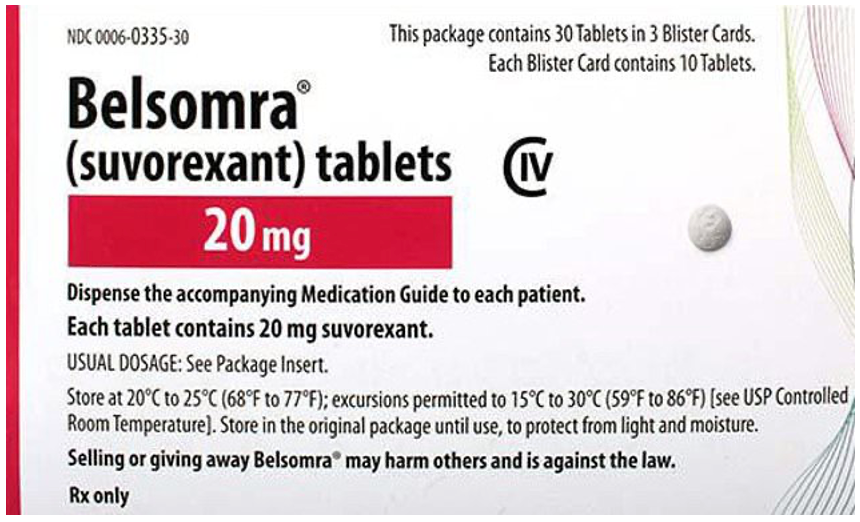 NDC 0006-0335-30
This package contains 30 Tablets in 3 Blister Cards.
Each Blister Card contains 10 Tablets.
Belsomra®
(suvorexant) tablets
CIV
20 mg
Dispense the accompanying Medication Guide to each patient.
Each tablet contains 20 mg suvorexant.
USUAL DOSAGE: See Package Insert.
Store at 20°C to 25°C (68°F to 77°F); excursions permitted to 15°C to 30°C (59°F to 86°F) [see USP Controlled
Room Temperature]. Store in the original package until use, to protect from light and moisture.
Selling or giving away Belsomra® may harm others and is against the law.
Rx only